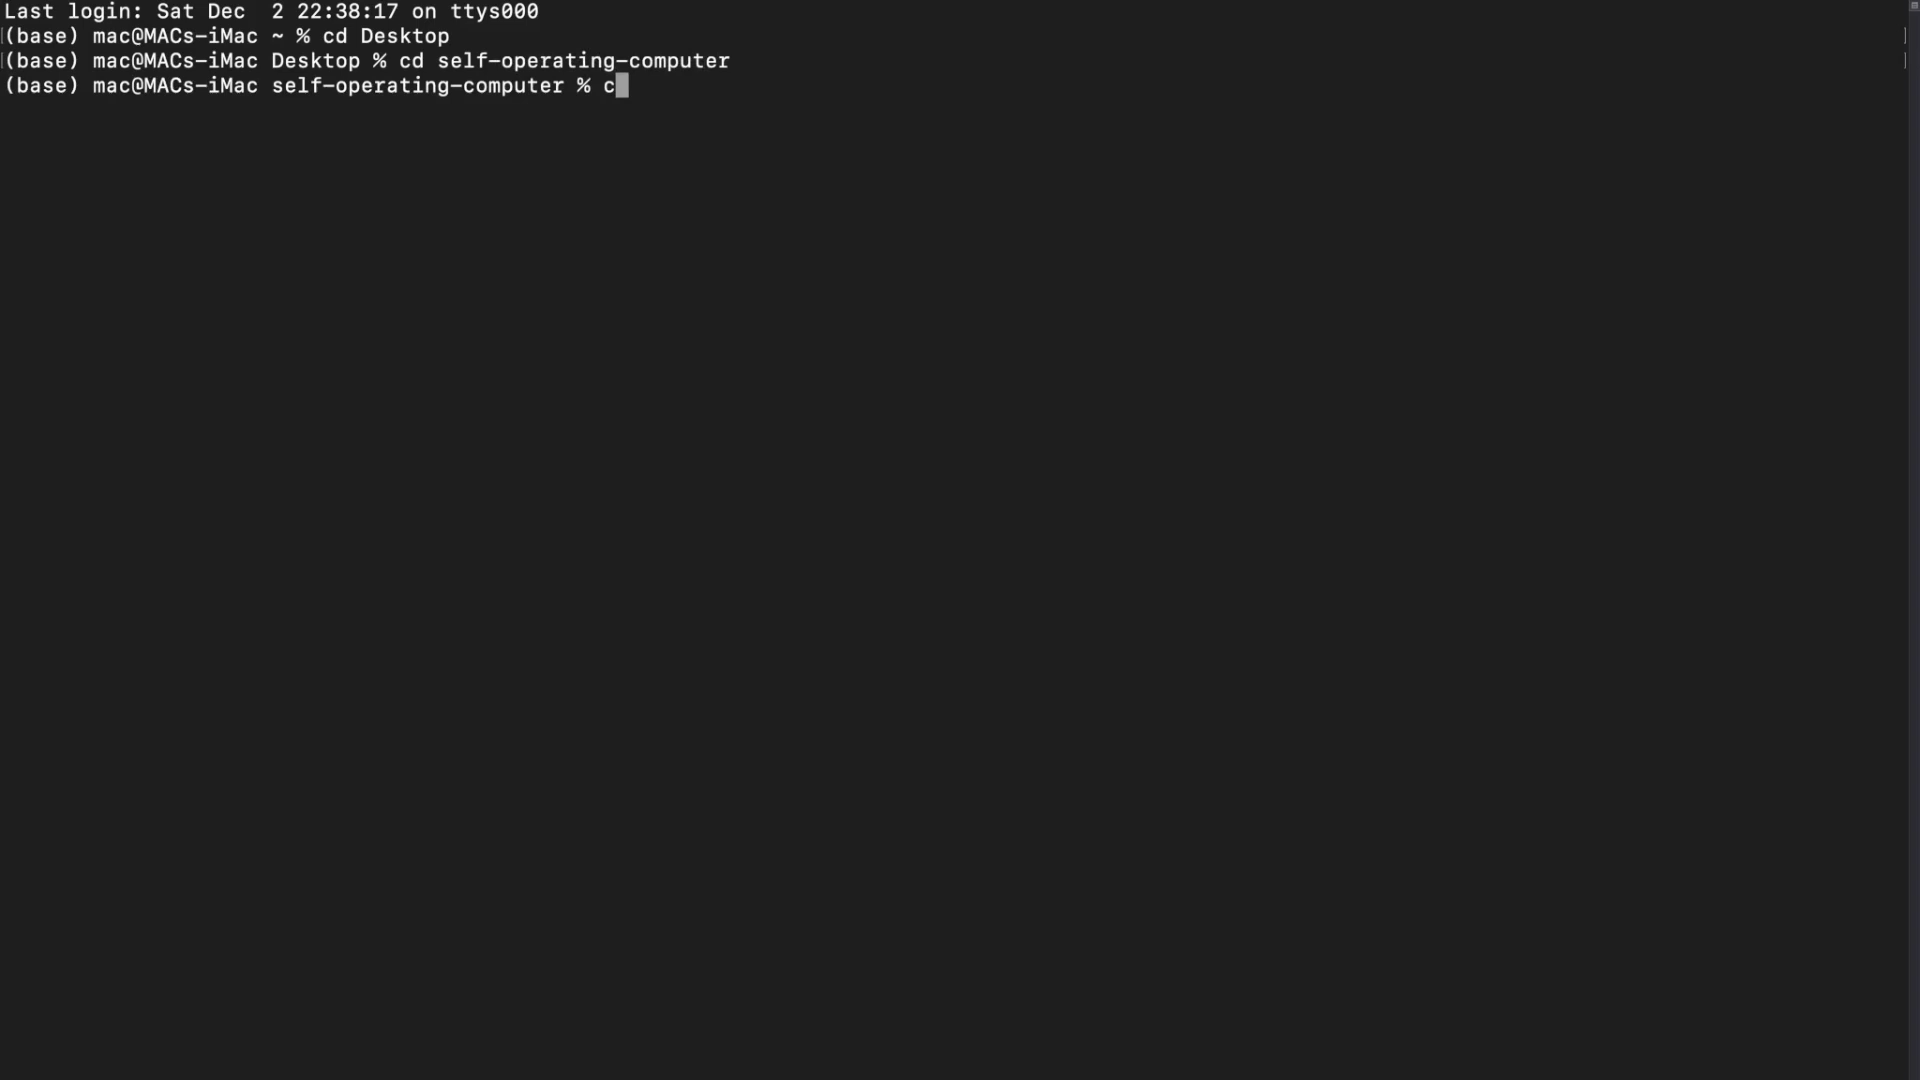 Last login: Sat Dec  2 22:38:17 on ttys000
(base) mac@MACs-iMac ~ % cd Desktop
(base) mac@MACs-iMac Desktop % cd self-operating-computer
(base) mac@MACs-iMac self-operating-computer % c